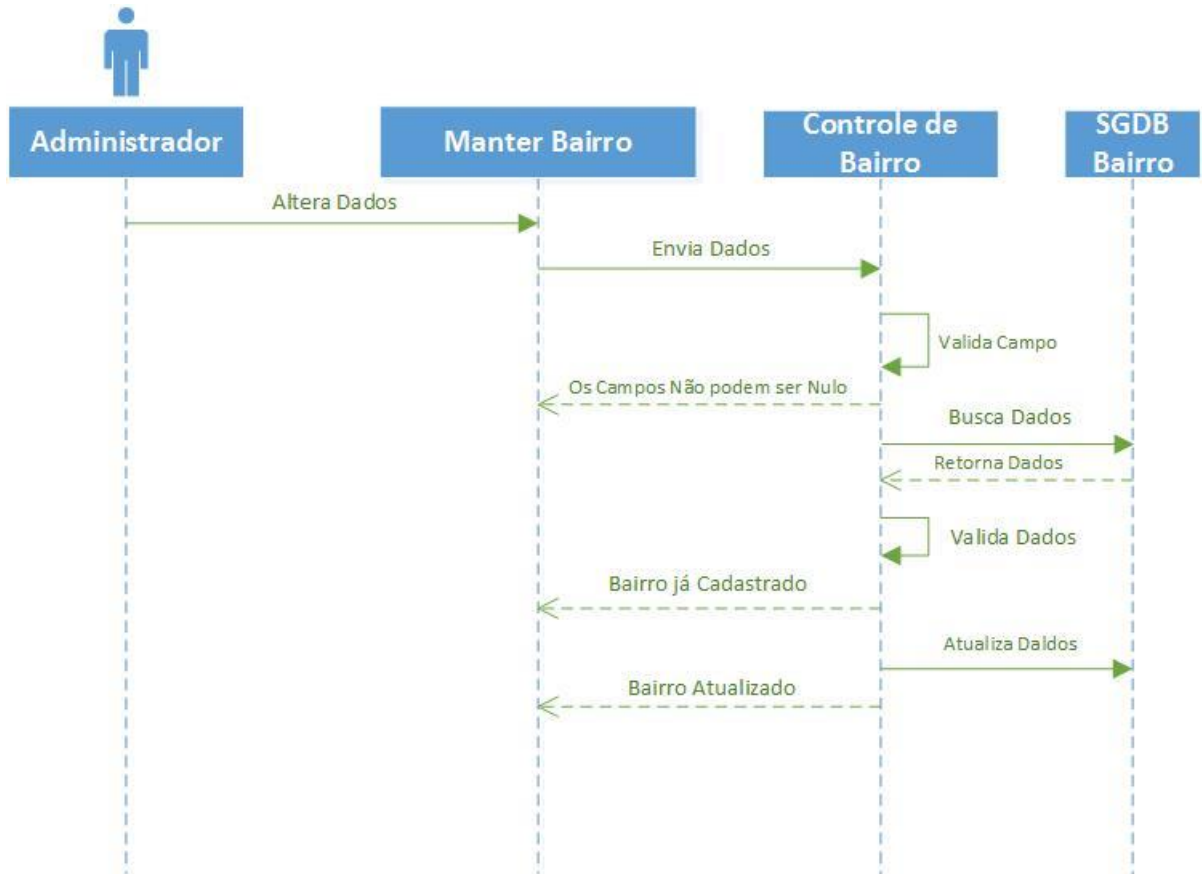 Administrador
Manter Bairro
Controle de
Bairro
SGDB
Bairro
Altera Dados
Envia Dados
Valida Campo
Os Campos Não podem ser Nulo
Busca Dados
Retorna Dados
Valida Dados
Bairro já Cadastrado
Atualiza Daldos
Bairro Atualizado